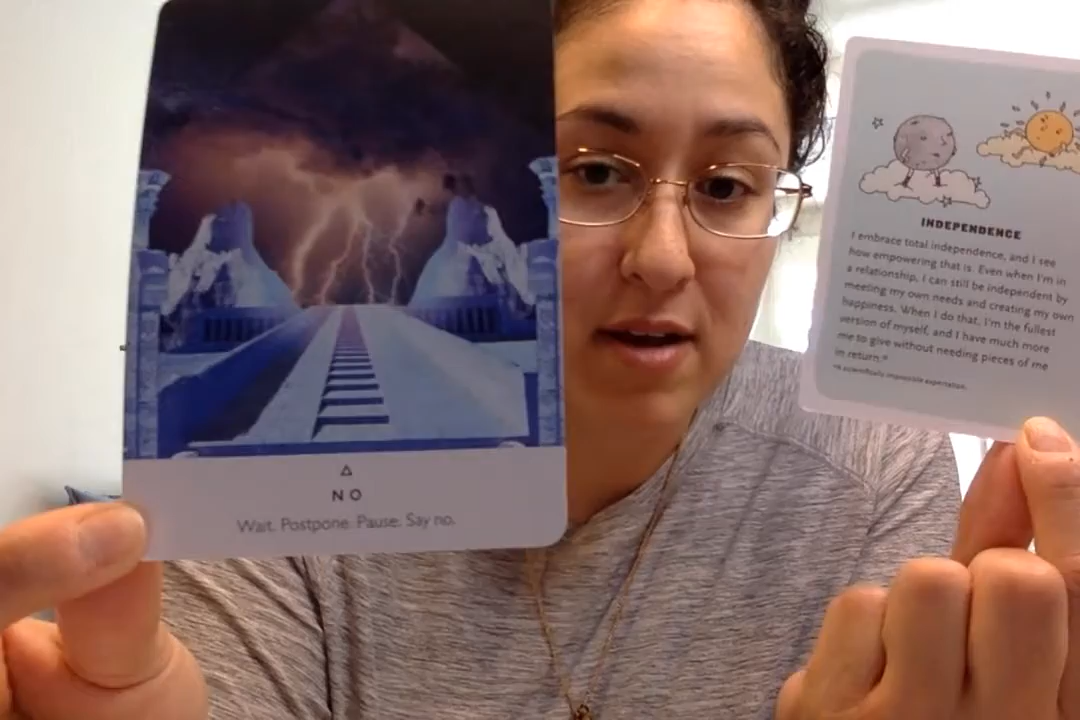 NO
Wait. Postpone. Pause. Say no.
INDEPENDENCE
I embrace total independence, and I see
how empowering that is. Even when I'm in
a relationship, I can still be independent by
meeting my own needs and creating my own
happiness. When I do that, I'm the fullest
version of myself, and I have much more
me to give without needing pieces of me
in return.*
*A scientifically impossible expectation.